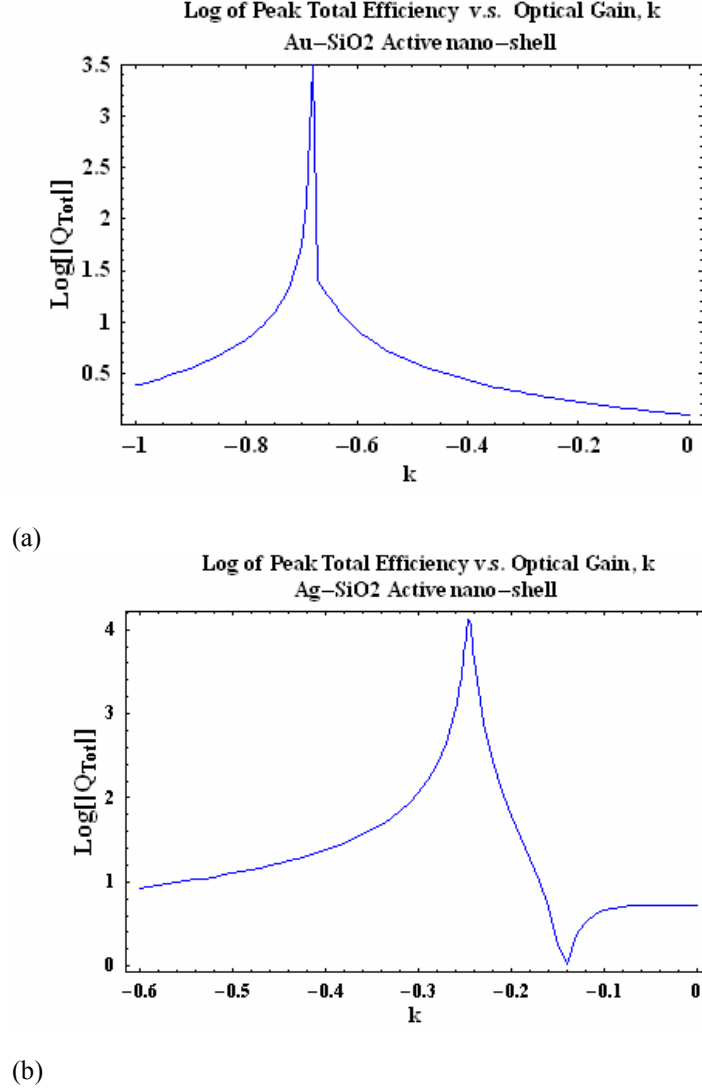 Log of Peak Total Efficiency v.s. Optical Gain, k
Au−SiO2 Active nano−shell
3.5
3
2.5
2
1.5
1
0.5
Log[|Q_Tot|]
−1 −0.8 −0.6 −0.4 −0.2 0
k
(a)
Log of Peak Total Efficiency v.s. Optical Gain, k
Ag−SiO2 Active nano−shell
4
3
2
1
0
Log[|Q_Tot|]
−0.6 −0.5 −0.4 −0.3 −0.2 −0.1 0
k
(b)